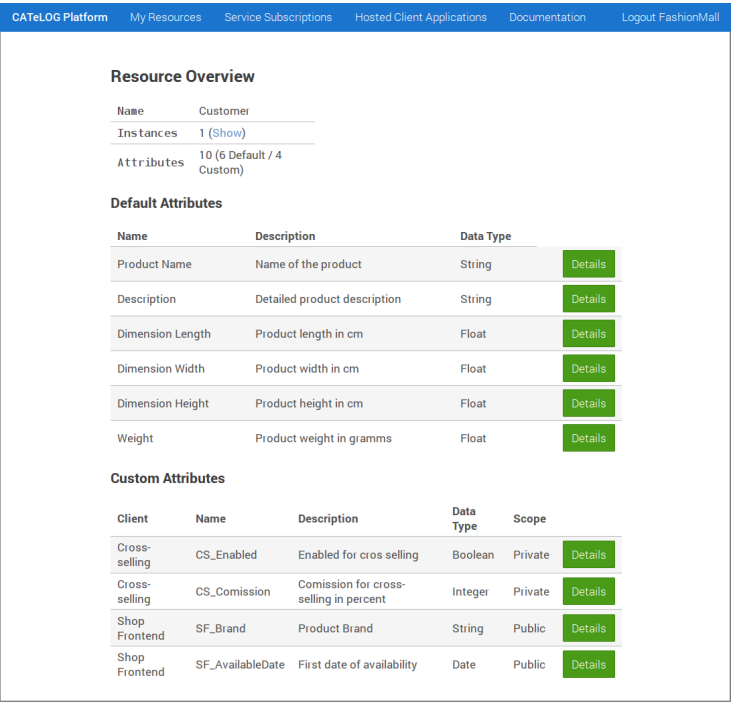 CATeLOG Platform My Resources Service Subscriptions Hosted Client Applications Documentation Logout FashionMall
Resource Overview
Name Customer
Instances 1 (Show)
Attributes 10 (6 Default / 4
Custom)
Default Attributes
Name Description Data Type
Product Name Name of the product String Details
Description Detailed product description String Details
Dimension Length Product length in cm Float Details
Dimension Width Product width in cm Float Details
Dimension Height Product height in cm Float Details
Weight Product weight in gramms Float Details
Custom Attributes
Client Name Description Data
Type Scope
Cross-
selling CS_Enabled Enabled for cros selling Boolean Private Details
Cross-
selling CS_Comission Comission for cross-
selling in percent Integer Private Details
Shop
Frontend SF_Brand Product Brand String Public Details
Shop
Frontend SF_AvailableDate First date of availability Date Public Details